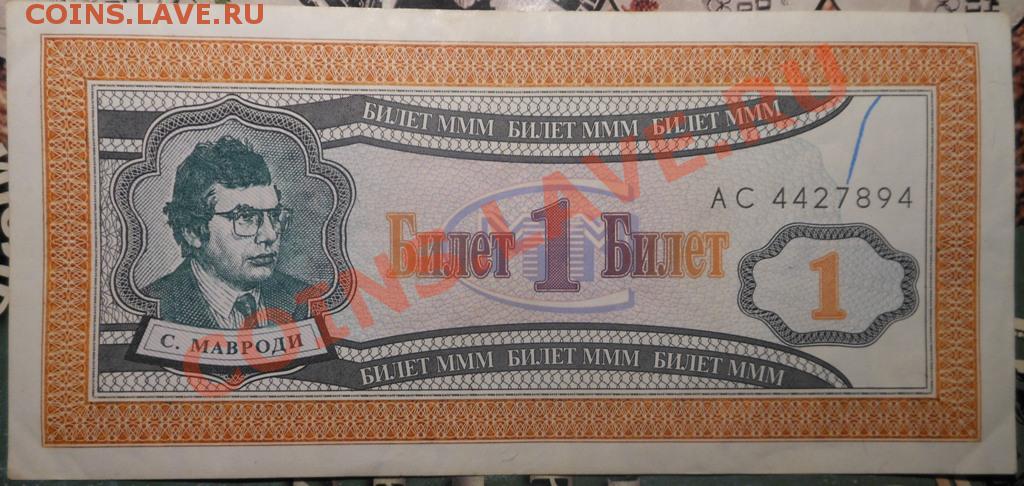 COINS.LAVE.РУ
БИЛЕТ МММ БИЛЕТ МММ БИЛЕТ МММ
АС 4427894
Билет 1 Билет
1
С. МАВРОДИ
БИЛЕТ МММ БИЛЕТ МММ БИЛЕТ МММ
COINS.LAVE.RU